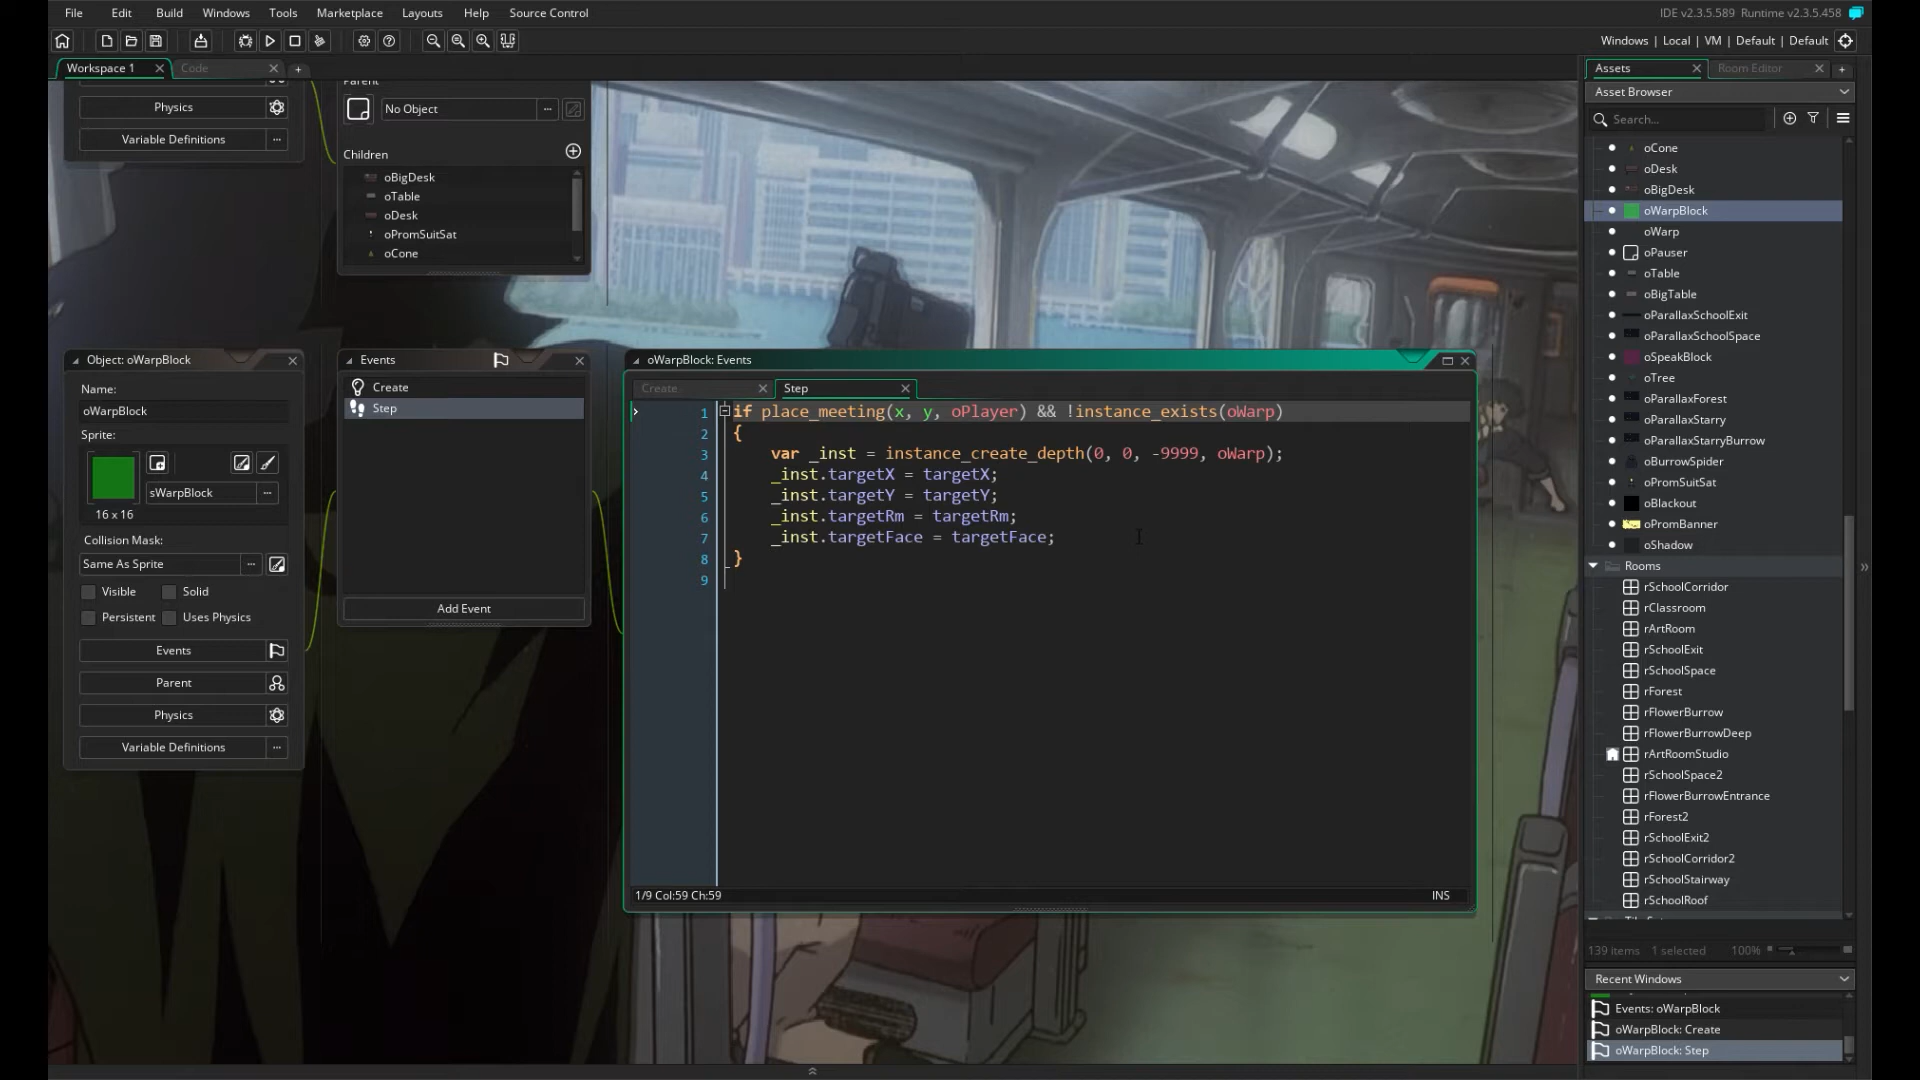 File Edit Build Windows Tools Marketplace Layouts Help Source Control
IDE v2.3.5.589 Runtime v2.3.5.458
Windows | Local | VM | Default | Default
Workspace 1
Code
Physics
Variable Definitions
Parent
No Object
Children
oBigDesk
oTable
oDesk
oPromSuitSat
oCone
Object: oWarpBlock
Name:
oWarpBlock
Sprite:
sWarpBlock
16 x 16
Collision Mask:
Same As Sprite
Visible
Solid
Persistent
Uses Physics
Events
Parent
Physics
Variable Definitions
Events
Create
Step
Add Event
oWarpBlock: Events
Create
Step
1 if place_meeting(x, y, oPlayer) && !instance_exists(oWarp)
2 {
3 var _inst = instance_create_depth(0, 0, -9999, oWarp);
4 _inst.targetX = targetX;
5 _inst.targetY = targetY;
6 _inst.targetRm = targetRm;
7 _inst.targetFace = targetFace;
8 }
9
1/9 Col:59 Ch:59
INS
Assets
Room Editor
Asset Browser
Search...
oCone
oDesk
oBigDesk
oWarpBlock
oWarp
oPauser
oTable
oBigTable
oParallaxSchoolExit
oParallaxSchoolSpace
oSpeakBlock
oTree
oParallaxForest
oParallaxStarry
oParallaxStarryBurrow
oBurrowSpider
oPromSuitSat
oBlackout
oPromBanner
oShadow
Rooms
rSchoolCorridor
rClassroom
rArtRoom
rSchoolExit
rSchoolSpace
rForest
rFlowerBurrow
rFlowerBurrowDeep
rArtRoomStudio
rSchoolSpace2
rFlowerBurrowEntrance
rForest2
rSchoolExit2
rSchoolCorridor2
rSchoolStairway
rSchoolRoof
139 items 1 selected 100%
Recent Windows
Events: oWarpBlock
oWarpBlock: Create
oWarpBlock: Step